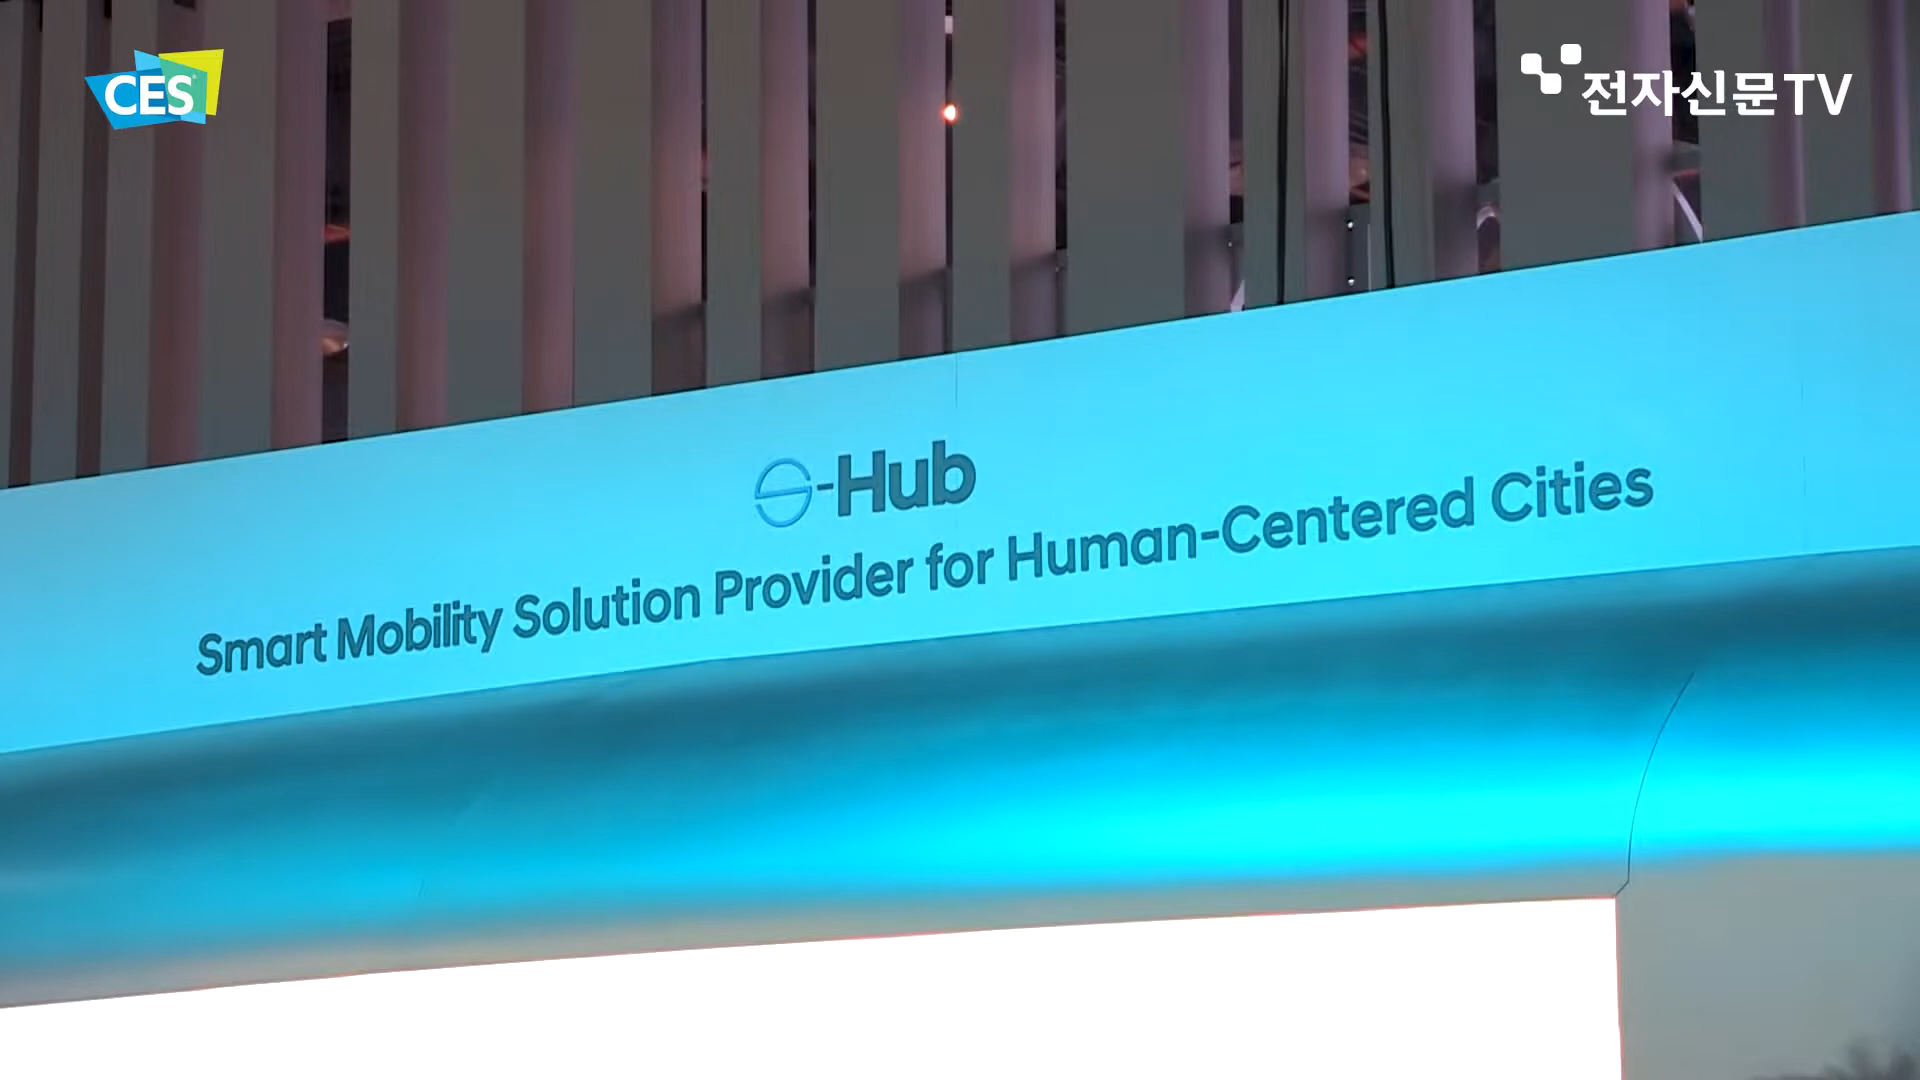 CES
전자신문TV
S-Hub
Smart Mobility Solution Provider for Human-Centered Cities